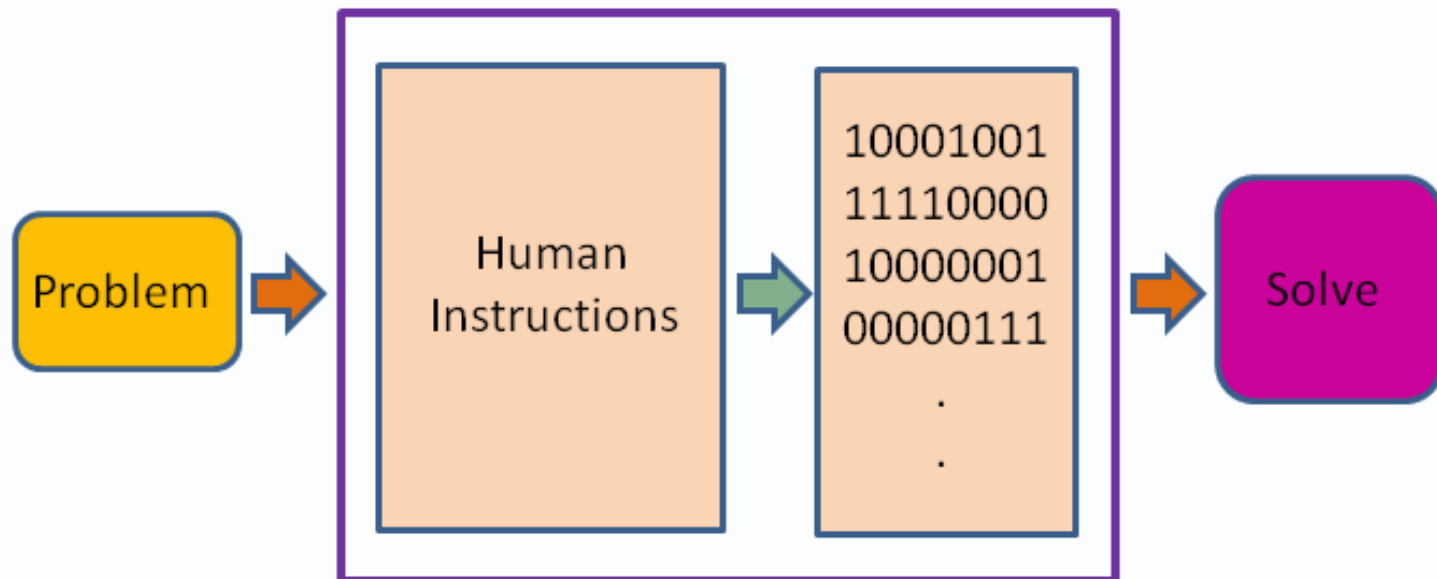 Problem
Human
Instructions
10001001
11110000
10000001
00000111
.
.
Solve